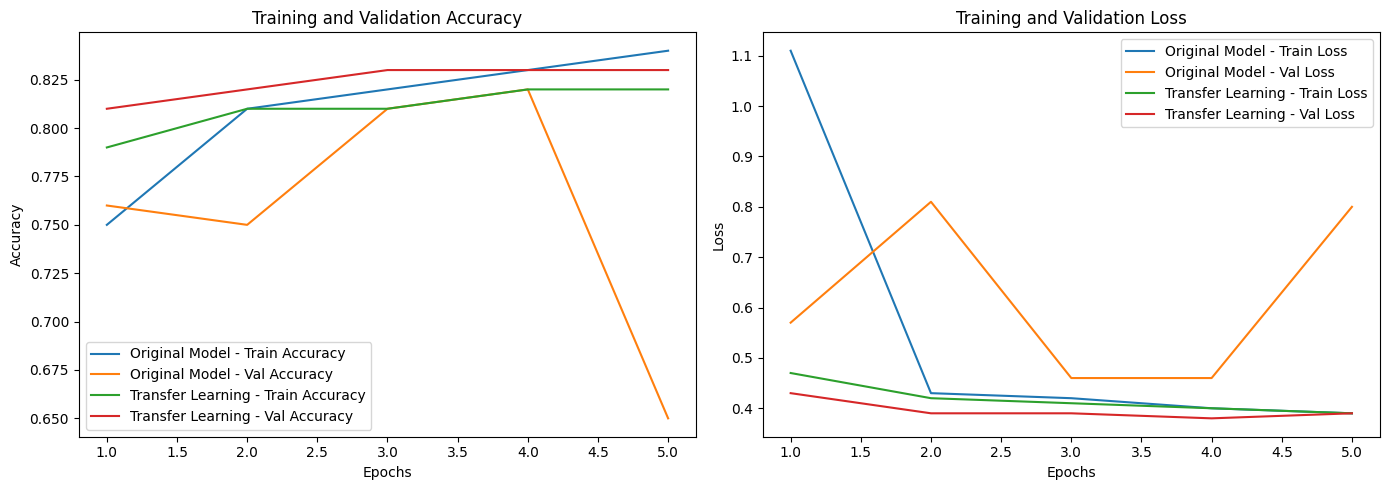 Training and Validation Accuracy
Accuracy
0.825
0.800
0.775
0.750
0.725
0.700
0.675
0.650
Original Model - Train Accuracy
Original Model - Val Accuracy
Transfer Learning - Train Accuracy
Transfer Learning - Val Accuracy
1.0 1.5 2.0 2.5 3.0 3.5 4.0 4.5 5.0
Epochs
Training and Validation Loss
Loss
1.1
1.0
0.9
0.8
0.7
0.6
0.5
0.4
Original Model - Train Loss
Original Model - Val Loss
Transfer Learning - Train Loss
Transfer Learning - Val Loss
1.0 1.5 2.0 2.5 3.0 3.5 4.0 4.5 5.0
Epochs